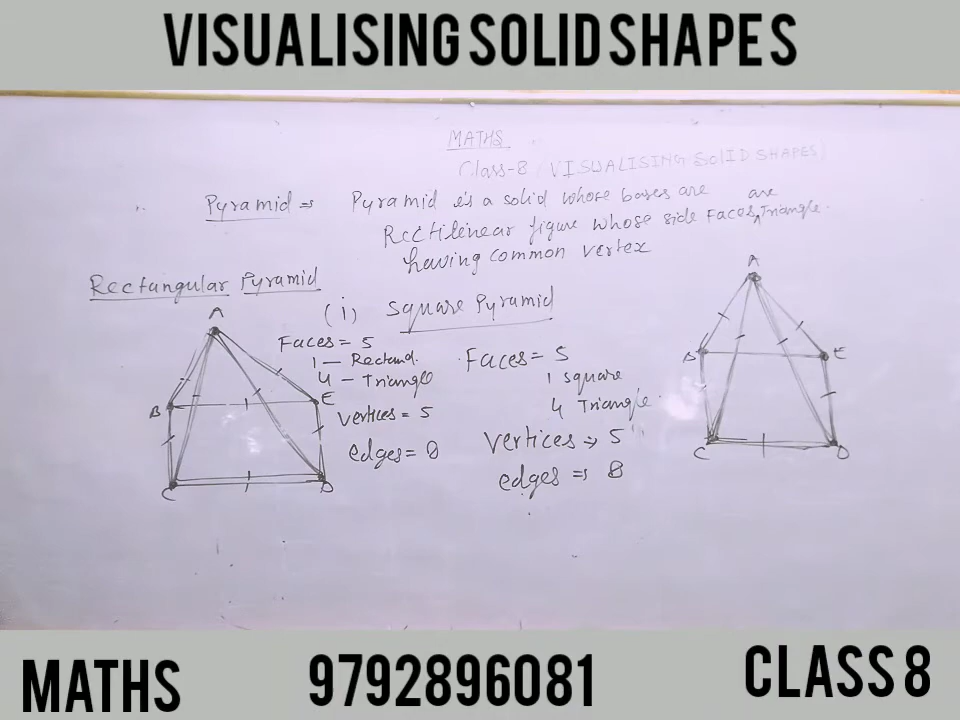 VISUALISING SOLID SHAPES
MATHS
Class-8 (VISUALISING SOLID SHAPES)
Pyramid ⇒ Pyramid is a solid whose bases are
Rectilinear figure whose side Faces are Triangle.
having common vertex
Rectangular Pyramid
(i) Square Pyramid
A
B
C
D
E
Faces = 5
1 — Rectand.
4 — Triangle
Vertices = 5
edges = 8
Faces = 5
1 square
4 Triangle.
Vertices ⇒ 5
edges ⇒ 8
A
B
C
D
E
MATHS
9792896081
CLASS 8